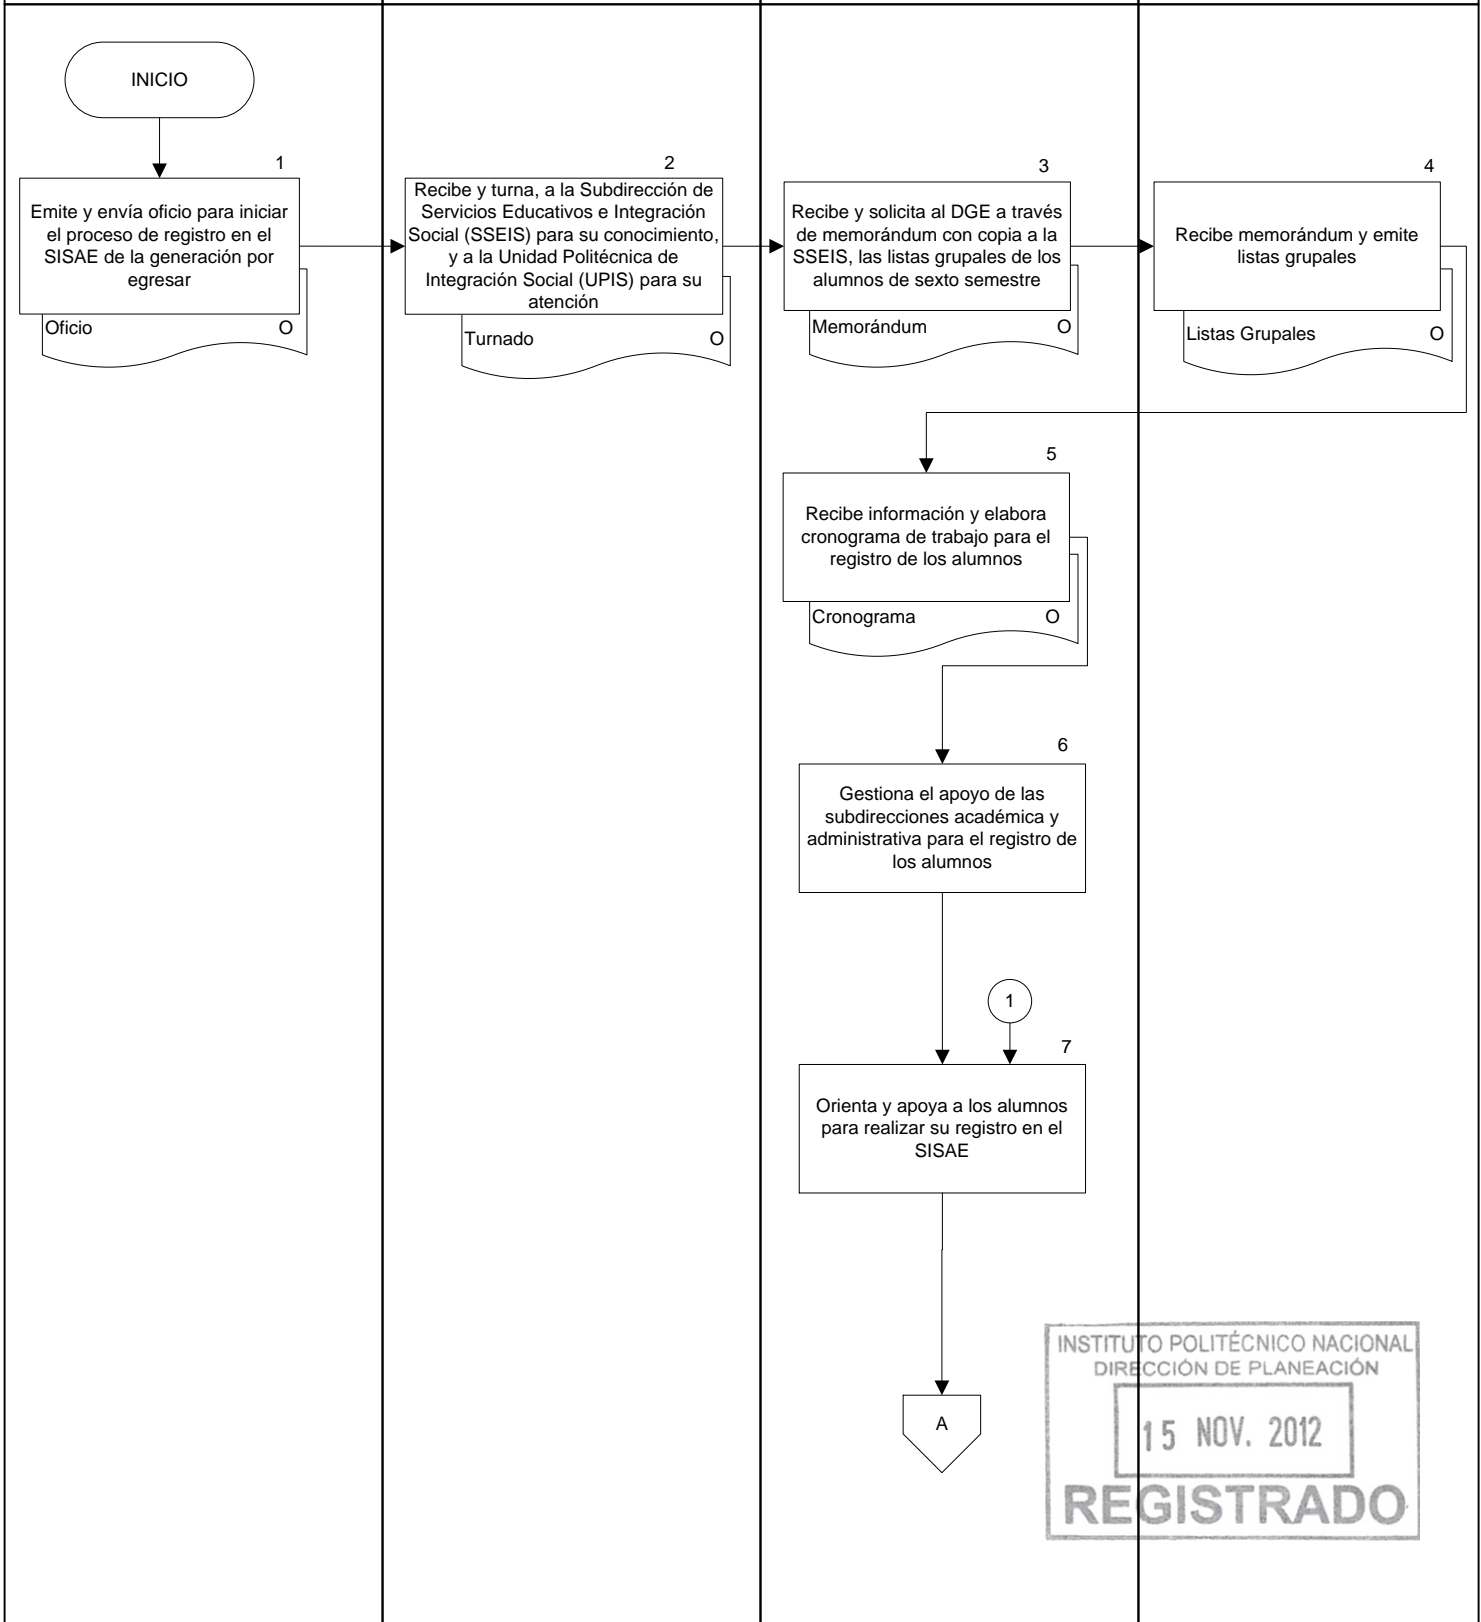 INICIO
1
Emite y envía oficio para iniciar
el proceso de registro en el
SISAE de la generación por
egresar
Oficio O
2
Recibe y turna, a la Subdirección de
Servicios Educativos e Integración
Social (SSEIS) para su conocimiento,
y a la Unidad Politécnica de
Integración Social (UPIS) para su
atención
Turnado O
3
Recibe y solicita al DGE a través
de memorándum con copia a la
SSEIS, las listas grupales de los
alumnos de sexto semestre
Memorándum O
4
Recibe memorándum y emite
listas grupales
Listas Grupales O
5
Recibe información y elabora
cronograma de trabajo para el
registro de los alumnos
Cronograma O
6
Gestiona el apoyo de las
subdirecciones académica y
administrativa para el registro de
los alumnos
1
7
Orienta y apoya a los alumnos
para realizar su registro en el
SISAE
A
INSTITUTO POLITÉCNICO NACIONAL
DIRECCIÓN DE PLANEACIÓN
15 NOV. 2012
REGISTRADO